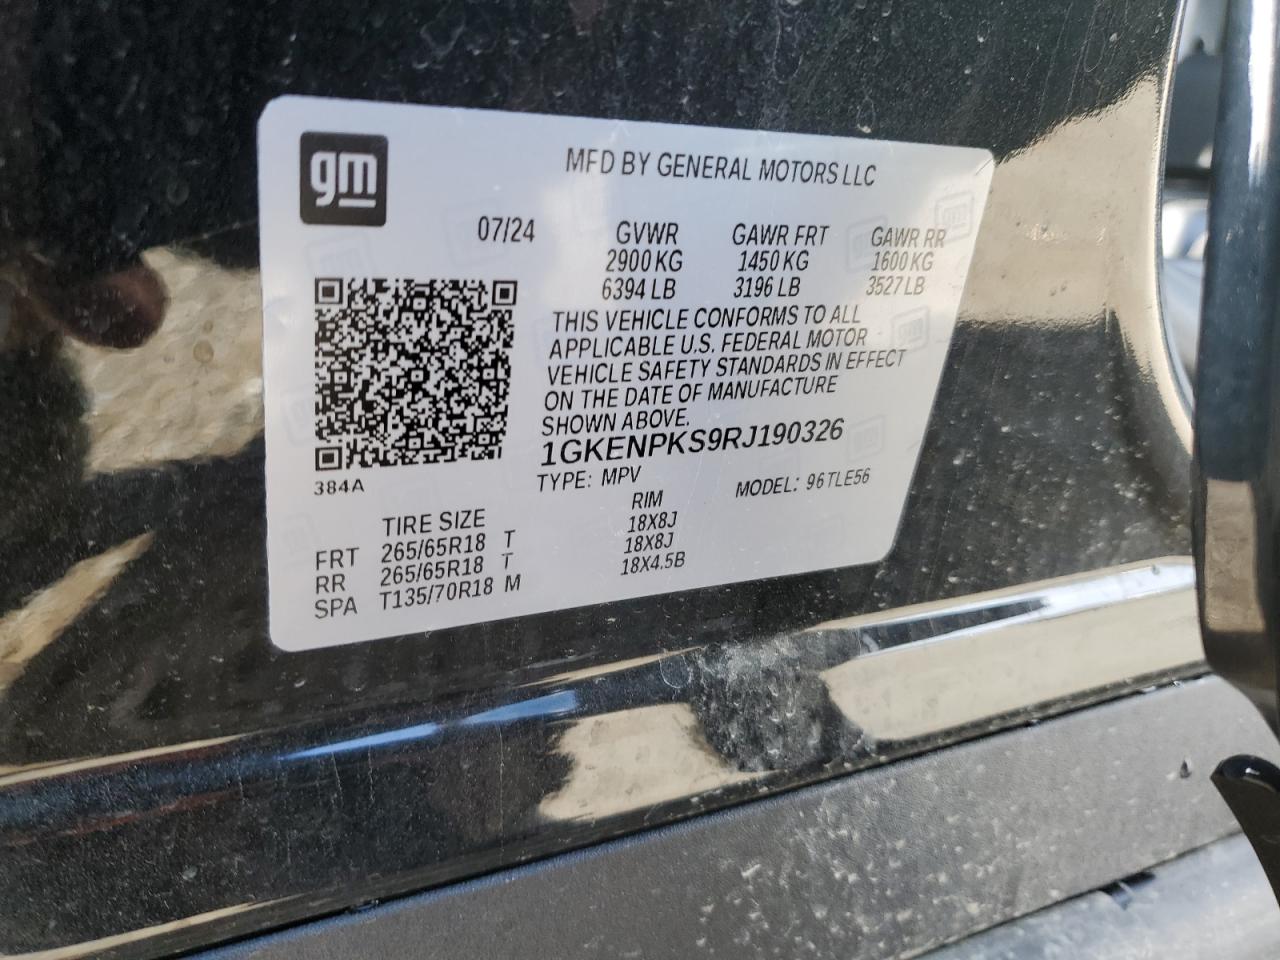 gm
MFD BY GENERAL MOTORS LLC
07/24 GVWR GAWR FRT GAWR RR
2900 KG 1450 KG 1600 KG
6394 LB 3196 LB 3527 LB
THIS VEHICLE CONFORMS TO ALL
APPLICABLE U.S. FEDERAL MOTOR
VEHICLE SAFETY STANDARDS IN EFFECT
ON THE DATE OF MANUFACTURE
SHOWN ABOVE.
1GKENPKS9RJ190326
384A
TYPE: MPV MODEL: 96TLE56
TIRE SIZE RIM
FRT 265/65R18 T 18X8J
RR 265/65R18 T 18X8J
SPA T135/70R18 M 18X4.5B